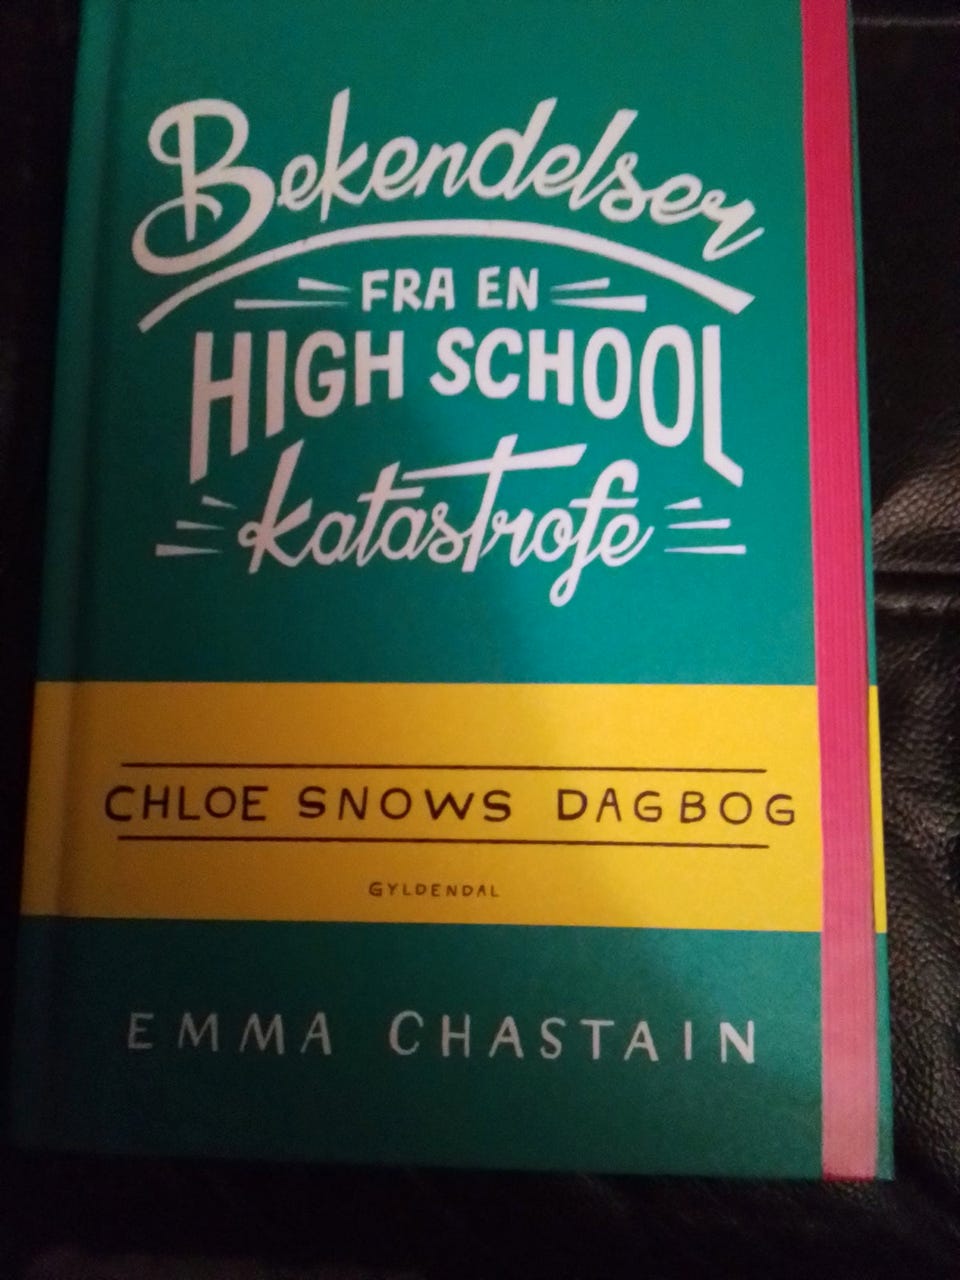 Bekendelser
FRA EN
HIGH SCHOOL
katastrofe
CHLOE SNOWS DAGBOG
GYLDENDAL
EMMA CHASTAIN